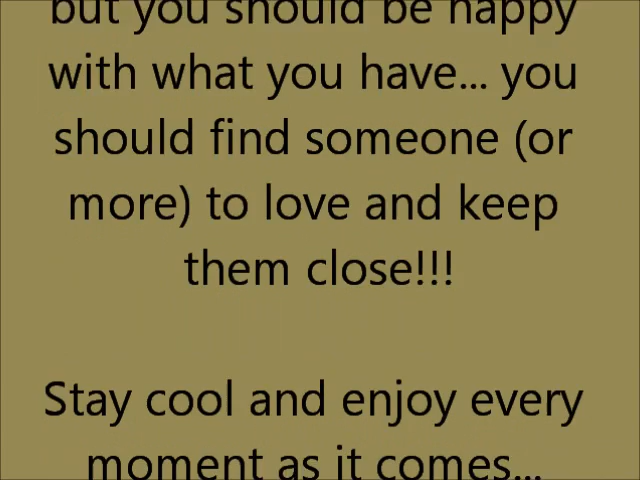 but you should be happy
with what you have... you
should find someone (or
more) to love and keep
them close!!!
Stay cool and enjoy every
moment as it comes...